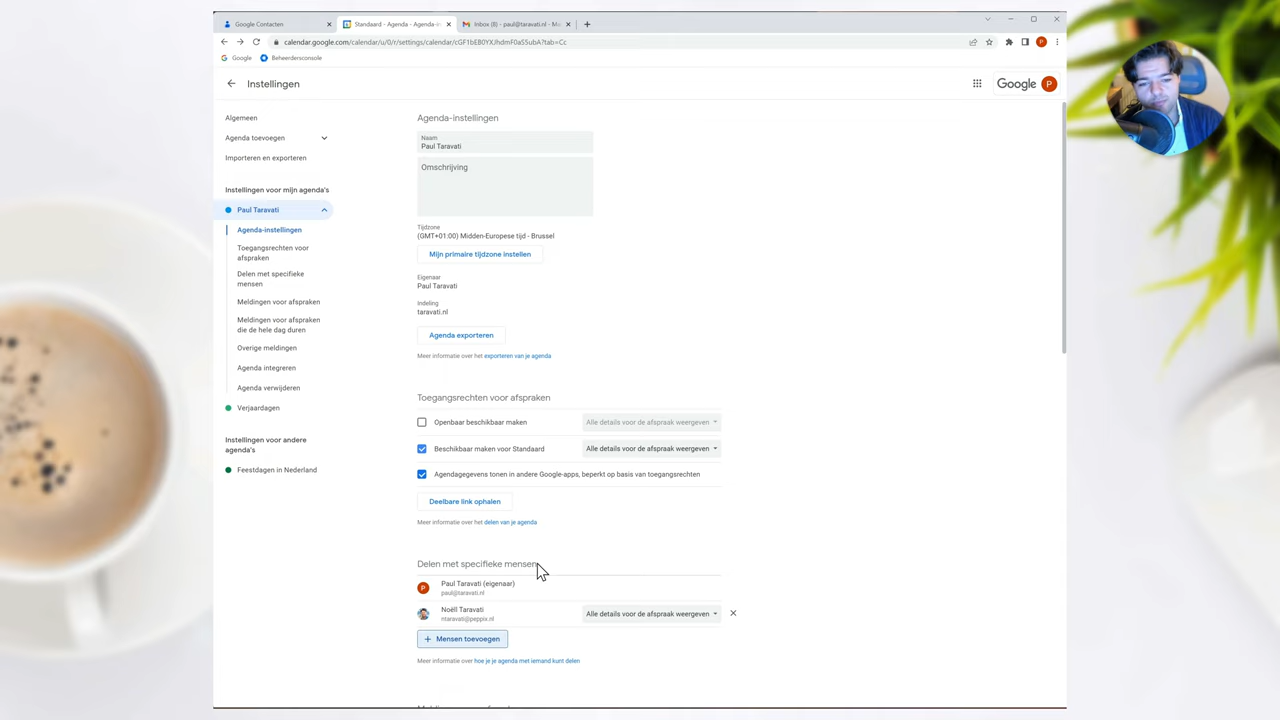 Google Contacten
Standaard - Agenda - Agenda-in
Inbox (8) - paul@taravati.nl - M
calendar.google.com/calendar/u/0/r/settings/calendar/cGF1bEB0YXJhdmF0aS5ubA?tab=Cc
Google
Beheerdersconsole
Instellingen
Google
P
Algemeen
Agenda toevoegen
Importeren en exporteren
Instellingen voor mijn agenda's
Paul Taravati
Agenda-instellingen
Toegangsrechten voor
afspraken
Delen met specifieke
mensen
Meldingen voor afspraken
Meldingen voor afspraken
die de hele dag duren
Overige meldingen
Agenda integreren
Agenda verwijderen
Verjaardagen
Instellingen voor andere
agenda's
Feestdagen in Nederland
Agenda-instellingen
Naam
Paul Taravati
Omschrijving
Tijdzone
(GMT+01:00) Midden-Europese tijd - Brussel
Mijn primaire tijdzone instellen
Eigenaar
Paul Taravati
Indeling
taravati.nl
Agenda exporteren
Meer informatie over het exporteren van je agenda
Toegangsrechten voor afspraken
Openbaar beschikbaar maken
Alle details voor de afspraak weergeven
Beschikbaar maken voor Standaard
Alle details voor de afspraak weergeven
Agendagegevens tonen in andere Google-apps, beperkt op basis van toegangsrechten
Deelbare link ophalen
Meer informatie over het delen van je agenda
Delen met specifieke mensen
P
Paul Taravati (eigenaar)
paul@taravati.nl
Noëll Taravati
ntaravati@peppix.nl
Alle details voor de afspraak weergeven
+ Mensen toevoegen
Meer informatie over hoe je je agenda met iemand kunt delen